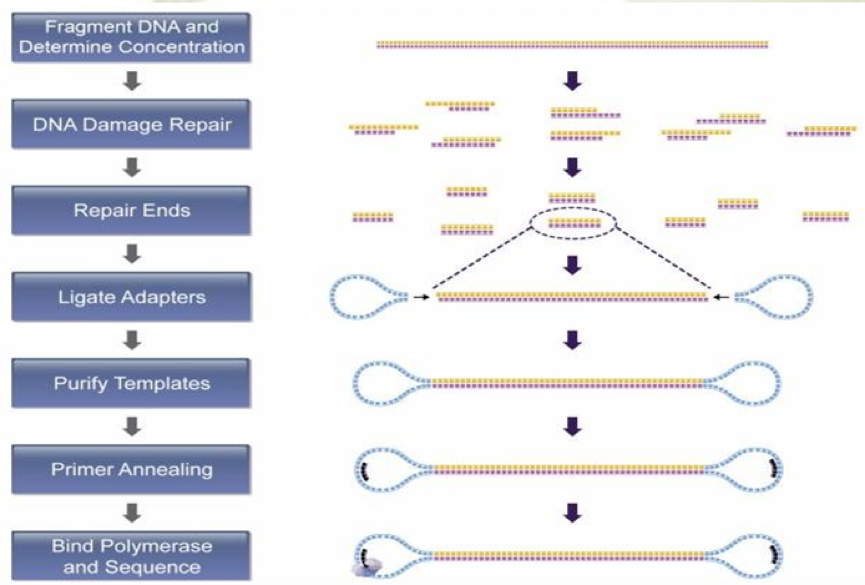 Fragment DNA and
Determine Concentration
DNA Damage Repair
Repair Ends
Ligate Adapters
Purify Templates
Primer Annealing
Bind Polymerase
and Sequence